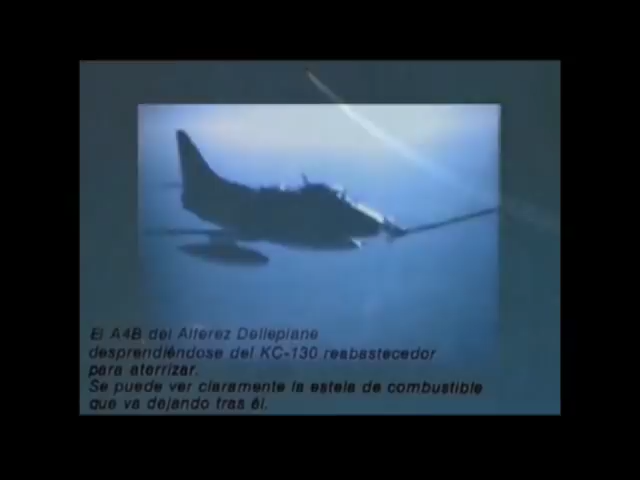 El A4B del Alferez Dellepiane
desprendiéndose del KC-130 reabastecedor
para aterrizar.
Se puede ver claramente la estela de combustible
que va dejando tras él.